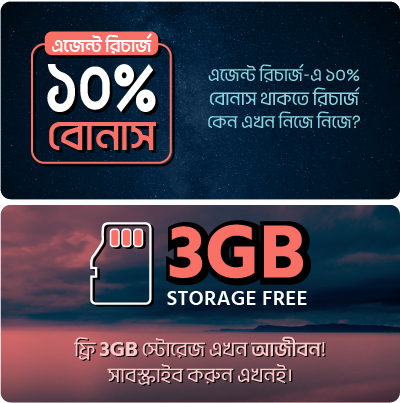 এজেন্ট রিচার্জ
১০%
বোনাস
এজেন্ট রিচার্জ-এ ১০%
বোনাস থাকতে রিচার্জ
কেন এখন নিজে নিজে?
3GB
STORAGE FREE
ফ্রি 3GB স্টোরেজ এখন আজীবন!
সাবস্ক্রাইব করুন এখনই।